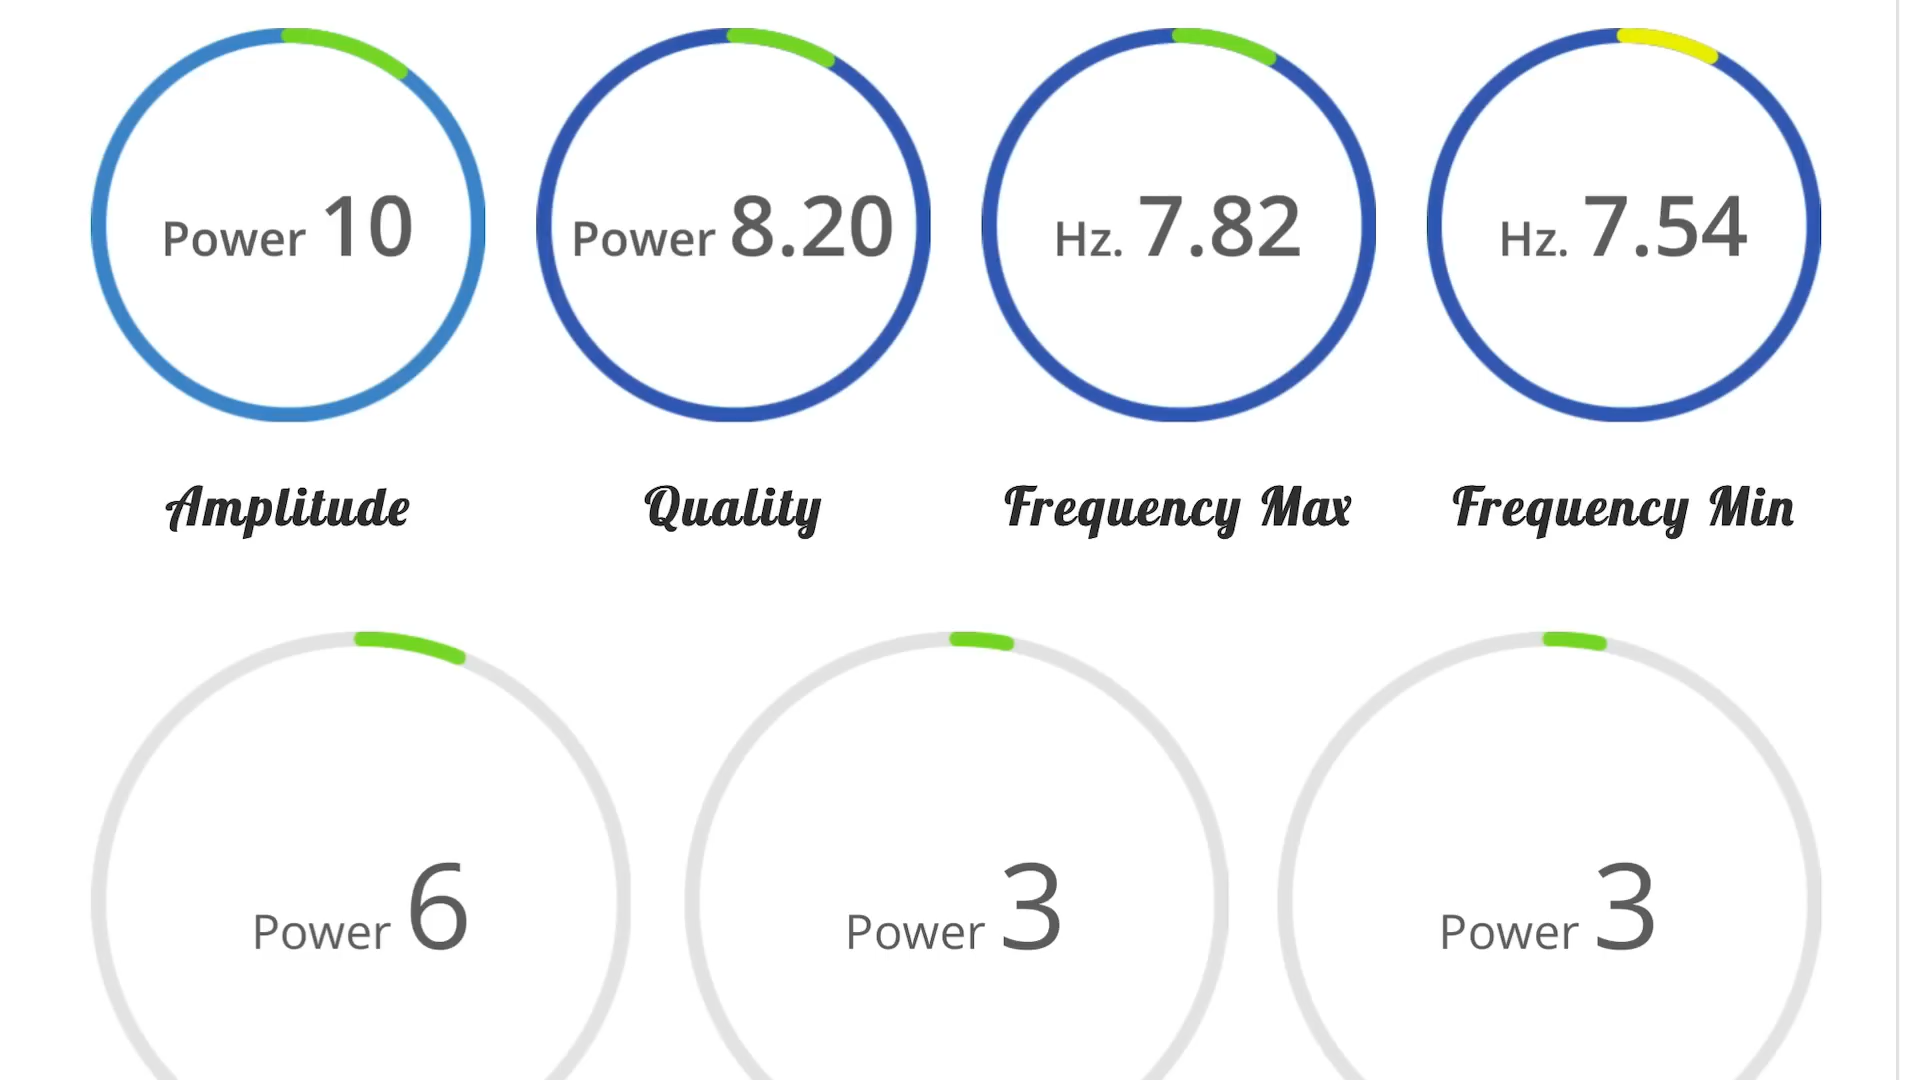 Power 10
Power 8.20
Hz. 7.82
Hz. 7.54
Amplitude
Quality
Frequency Max
Frequency Min
Power 6
Power 3
Power 3